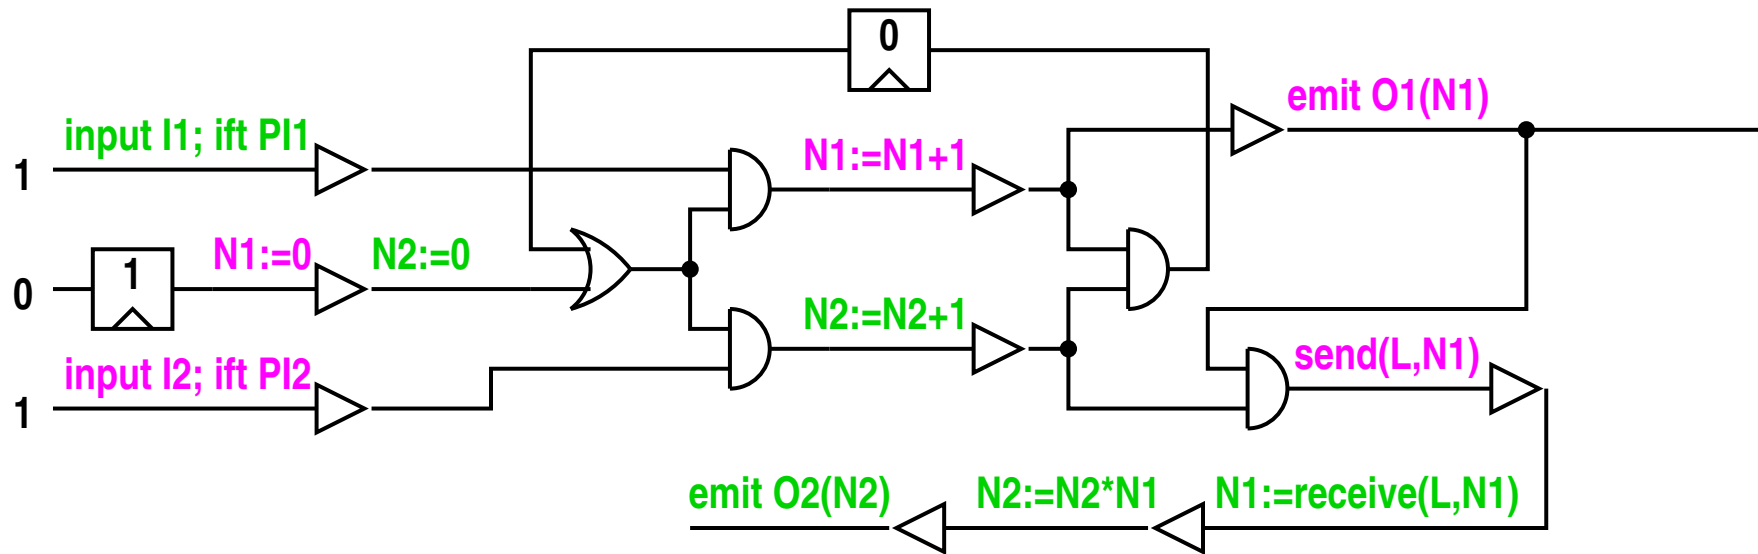 0
emit O1(N1)
input I1; ift PI1
N1:=N1+1
1
N1:=0
N2:=0
1
0
N2:=N2+1
input I2; ift PI2
send(L,N1)
1
emit O2(N2)
N2:=N2*N1
N1:=receive(L,N1)